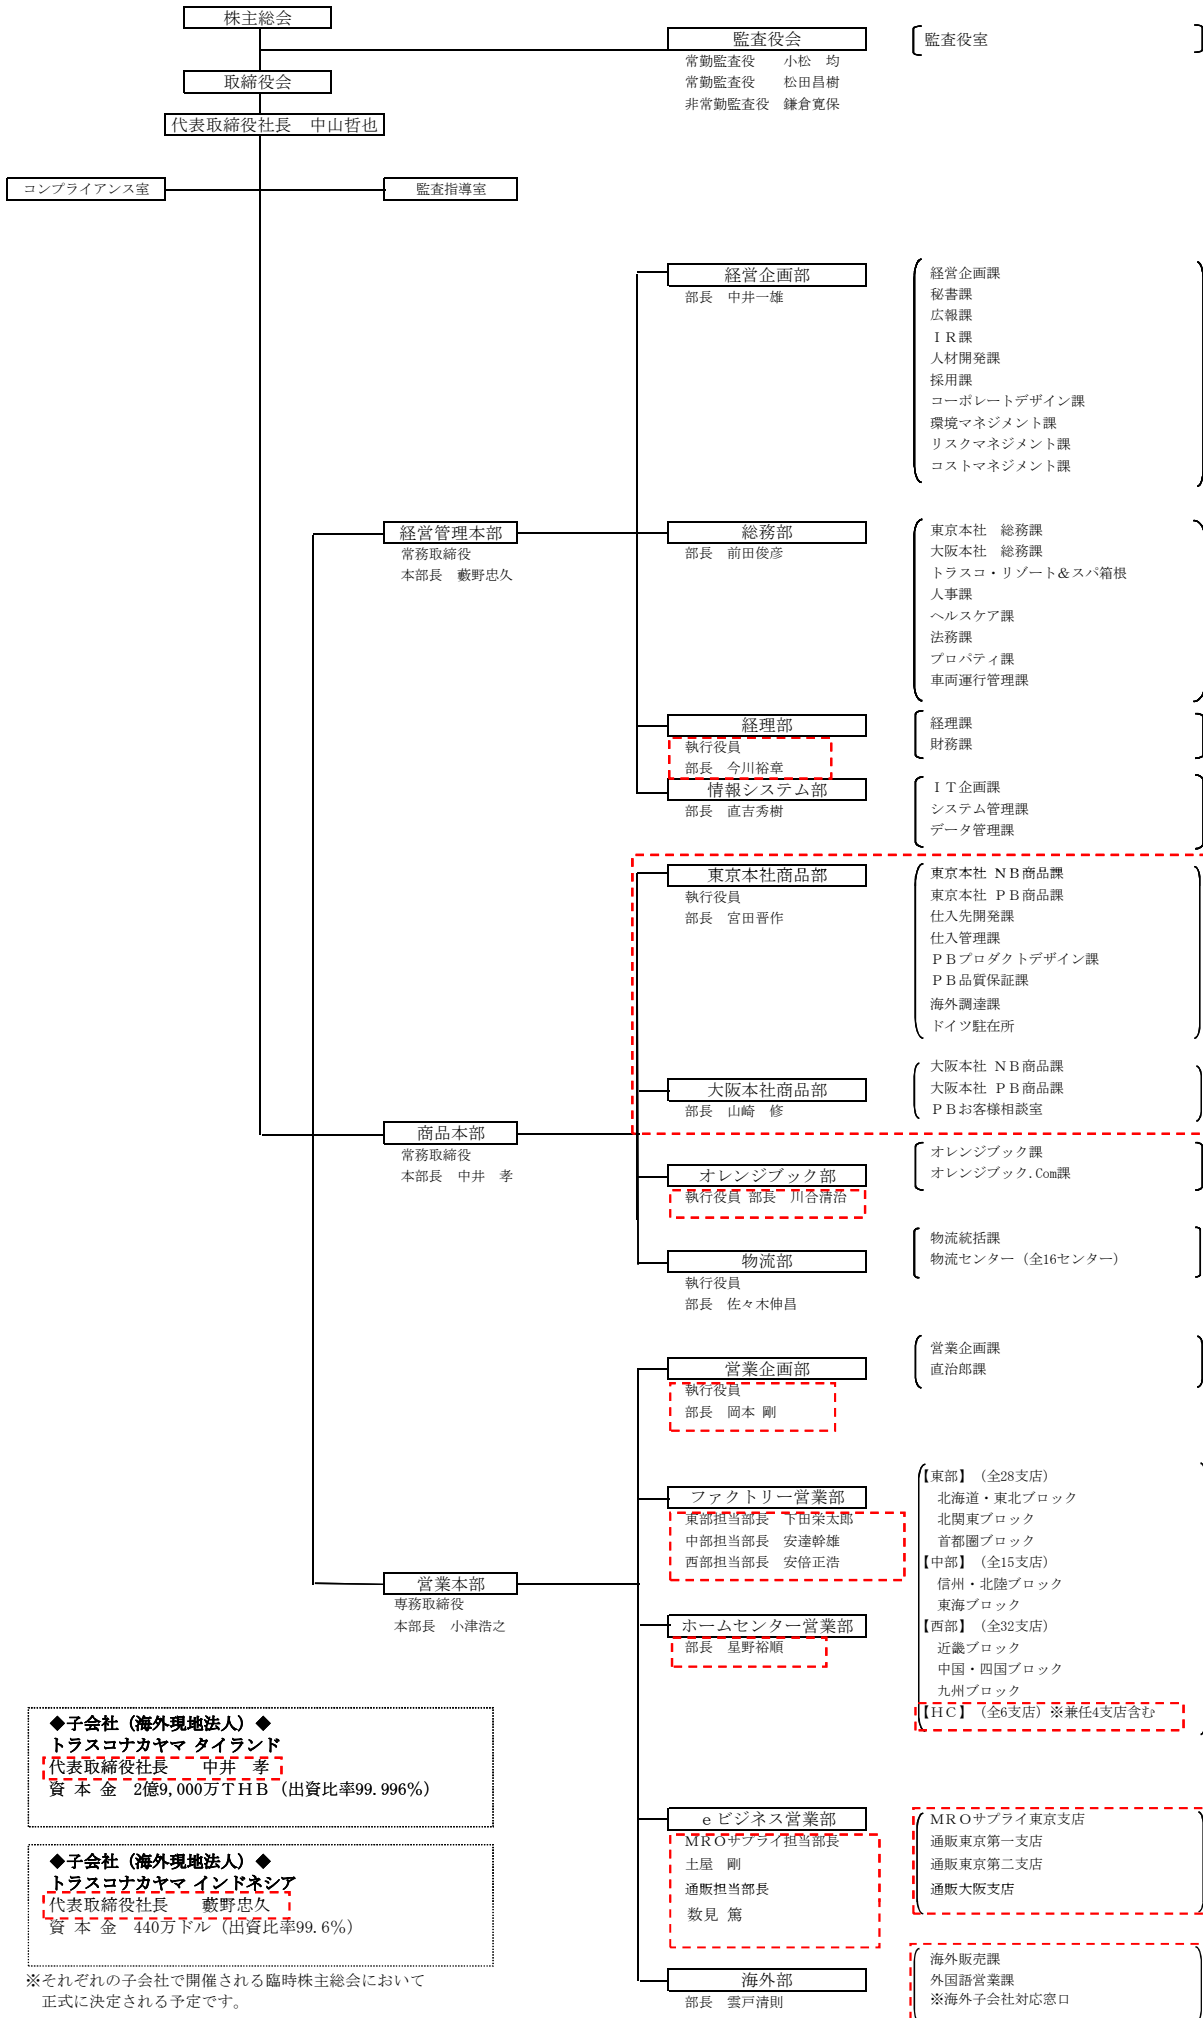 株主総会
監査役会
監査役室
常勤監査役　小松　均
常勤監査役　松田昌樹
非常勤監査役　鎌倉寛保
取締役会
代表取締役社長　中山哲也
コンプライアンス室
監査指導室
経営企画部
部長　中井一雄
経営企画課
秘書課
広報課
ＩＲ課
人材開発課
採用課
コーポレートデザイン課
環境マネジメント課
リスクマネジメント課
コストマネジメント課
経営管理本部
常務取締役
本部長　藪野忠久
総務部
部長　前田俊彦
東京本社　総務課
大阪本社　総務課
トラスコ・リゾート＆スパ箱根
人事課
ヘルスケア課
法務課
プロパティ課
車両運行管理課
経理部
執行役員
部長　今川裕章
経理課
財務課
情報システム部
部長　直吉秀樹
ＩＴ企画課
システム管理課
データ管理課
東京本社商品部
執行役員
部長　宮田晋作
東京本社 ＮＢ商品課
東京本社 ＰＢ商品課
仕入先開発課
仕入管理課
ＰＢプロダクトデザイン課
ＰＢ品質保証課
海外調達課
ドイツ駐在所
大阪本社商品部
部長　山崎　修
大阪本社 ＮＢ商品課
大阪本社 ＰＢ商品課
ＰＢお客様相談室
商品本部
常務取締役
本部長　中井　孝
オレンジブック部
執行役員 部長　川合清治
オレンジブック課
オレンジブック.Com課
物流部
執行役員
部長　佐々木伸昌
物流統括課
物流センター（全16センター）
営業企画部
執行役員
部長　岡本 剛
営業企画課
直治郎課
ファクトリー営業部
東部担当部長　下田栄太郎
中部担当部長　安達幹雄
西部担当部長　安倍正浩
【東部】（全28支店）
北海道・東北ブロック
北関東ブロック
首都圏ブロック
【中部】（全15支店）
信州・北陸ブロック
東海ブロック
【西部】（全32支店）
近畿ブロック
中国・四国ブロック
九州ブロック
【ＨＣ】（全6支店）※兼任4支店含む
営業本部
専務取締役
本部長　小津浩之
ホームセンター営業部
部長　星野裕順
ｅビジネス営業部
ＭＲＯサプライ担当部長
土屋　剛
通販担当部長
数見 篤
ＭＲＯサプライ東京支店
通販東京第一支店
通販東京第二支店
通販大阪支店
海外部
部長　雲戸清則
海外販売課
外国語営業課
※海外子会社対応窓口
◆子会社（海外現地法人）◆
トラスコナカヤマ タイランド
代表取締役社長　　中井　孝
資 本 金　2億9,000万ＴＨＢ（出資比率99.996%）
◆子会社（海外現地法人）◆
トラスコナカヤマ インドネシア
代表取締役社長　　藪野忠久
資 本 金　440万ドル（出資比率99.6%）
※それぞれの子会社で開催される臨時株主総会において
正式に決定される予定です。